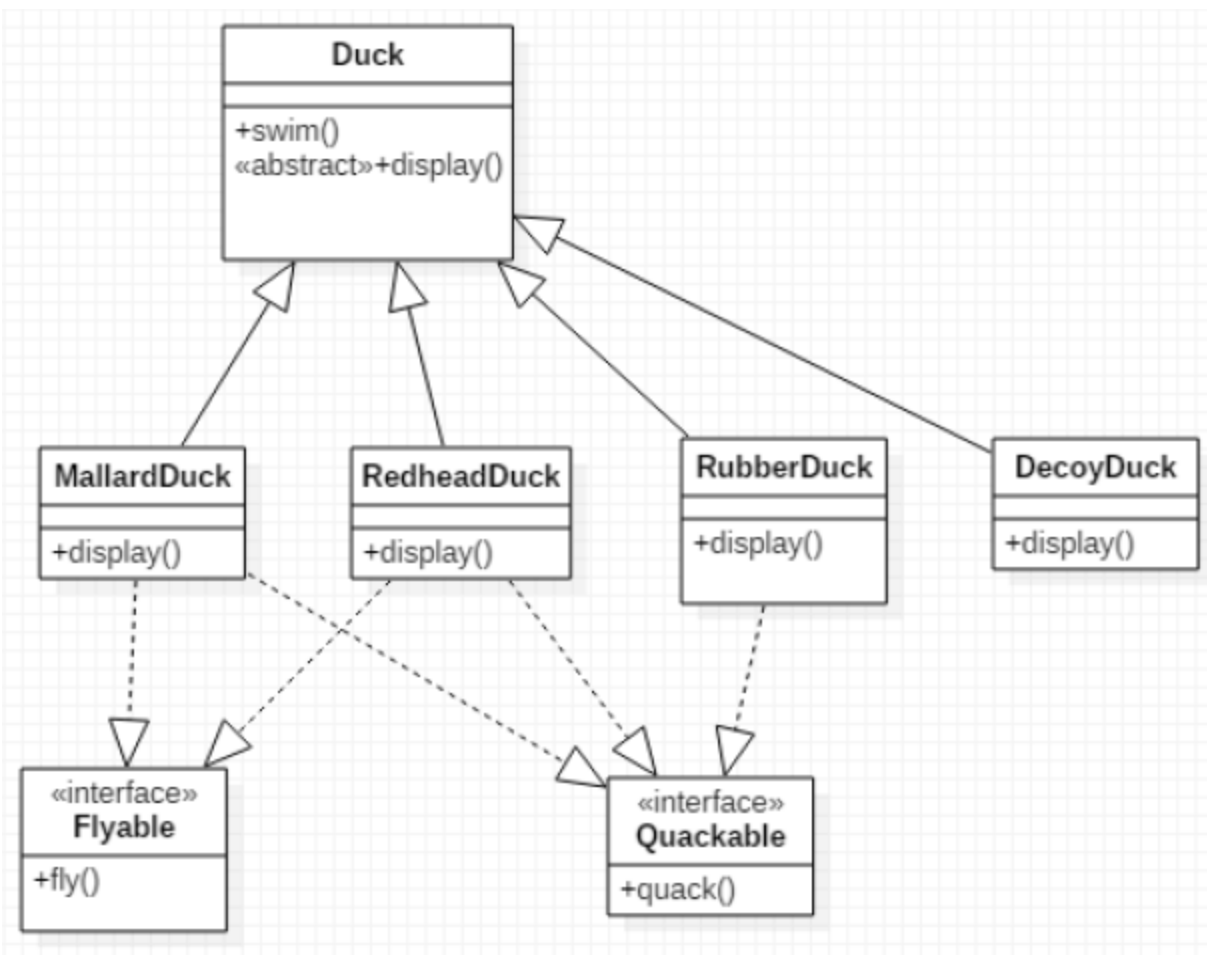 Duck
+swim()
«abstract»+display()
MallardDuck
+display()
RedheadDuck
+display()
RubberDuck
+display()
DecoyDuck
+display()
«interface»
Flyable
+fly()
«interface»
Quackable
+quack()